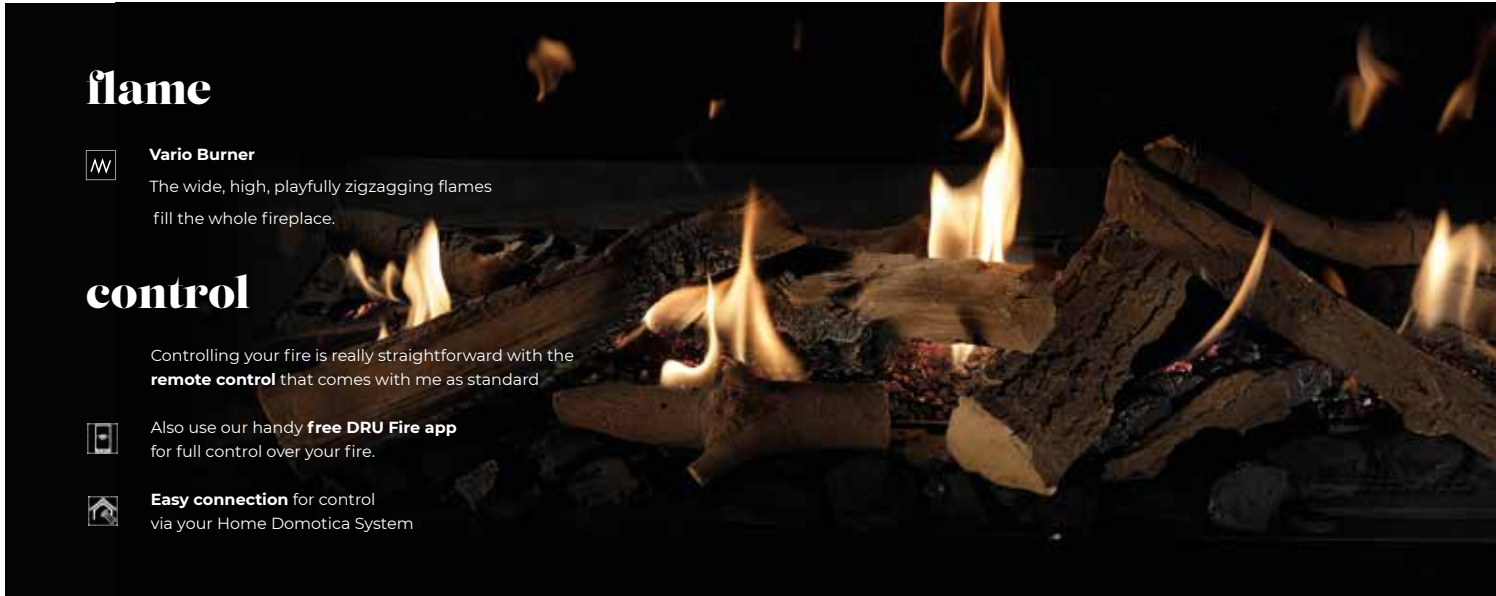 flame
Vario Burner
The wide, high, playfully zigzagging flames
fill the whole fireplace.
control
Controlling your fire is really straightforward with the
remote control that comes with me as standard
Also use our handy free DRU Fire app
for full control over your fire.
Easy connection for control
via your Home Domotica System